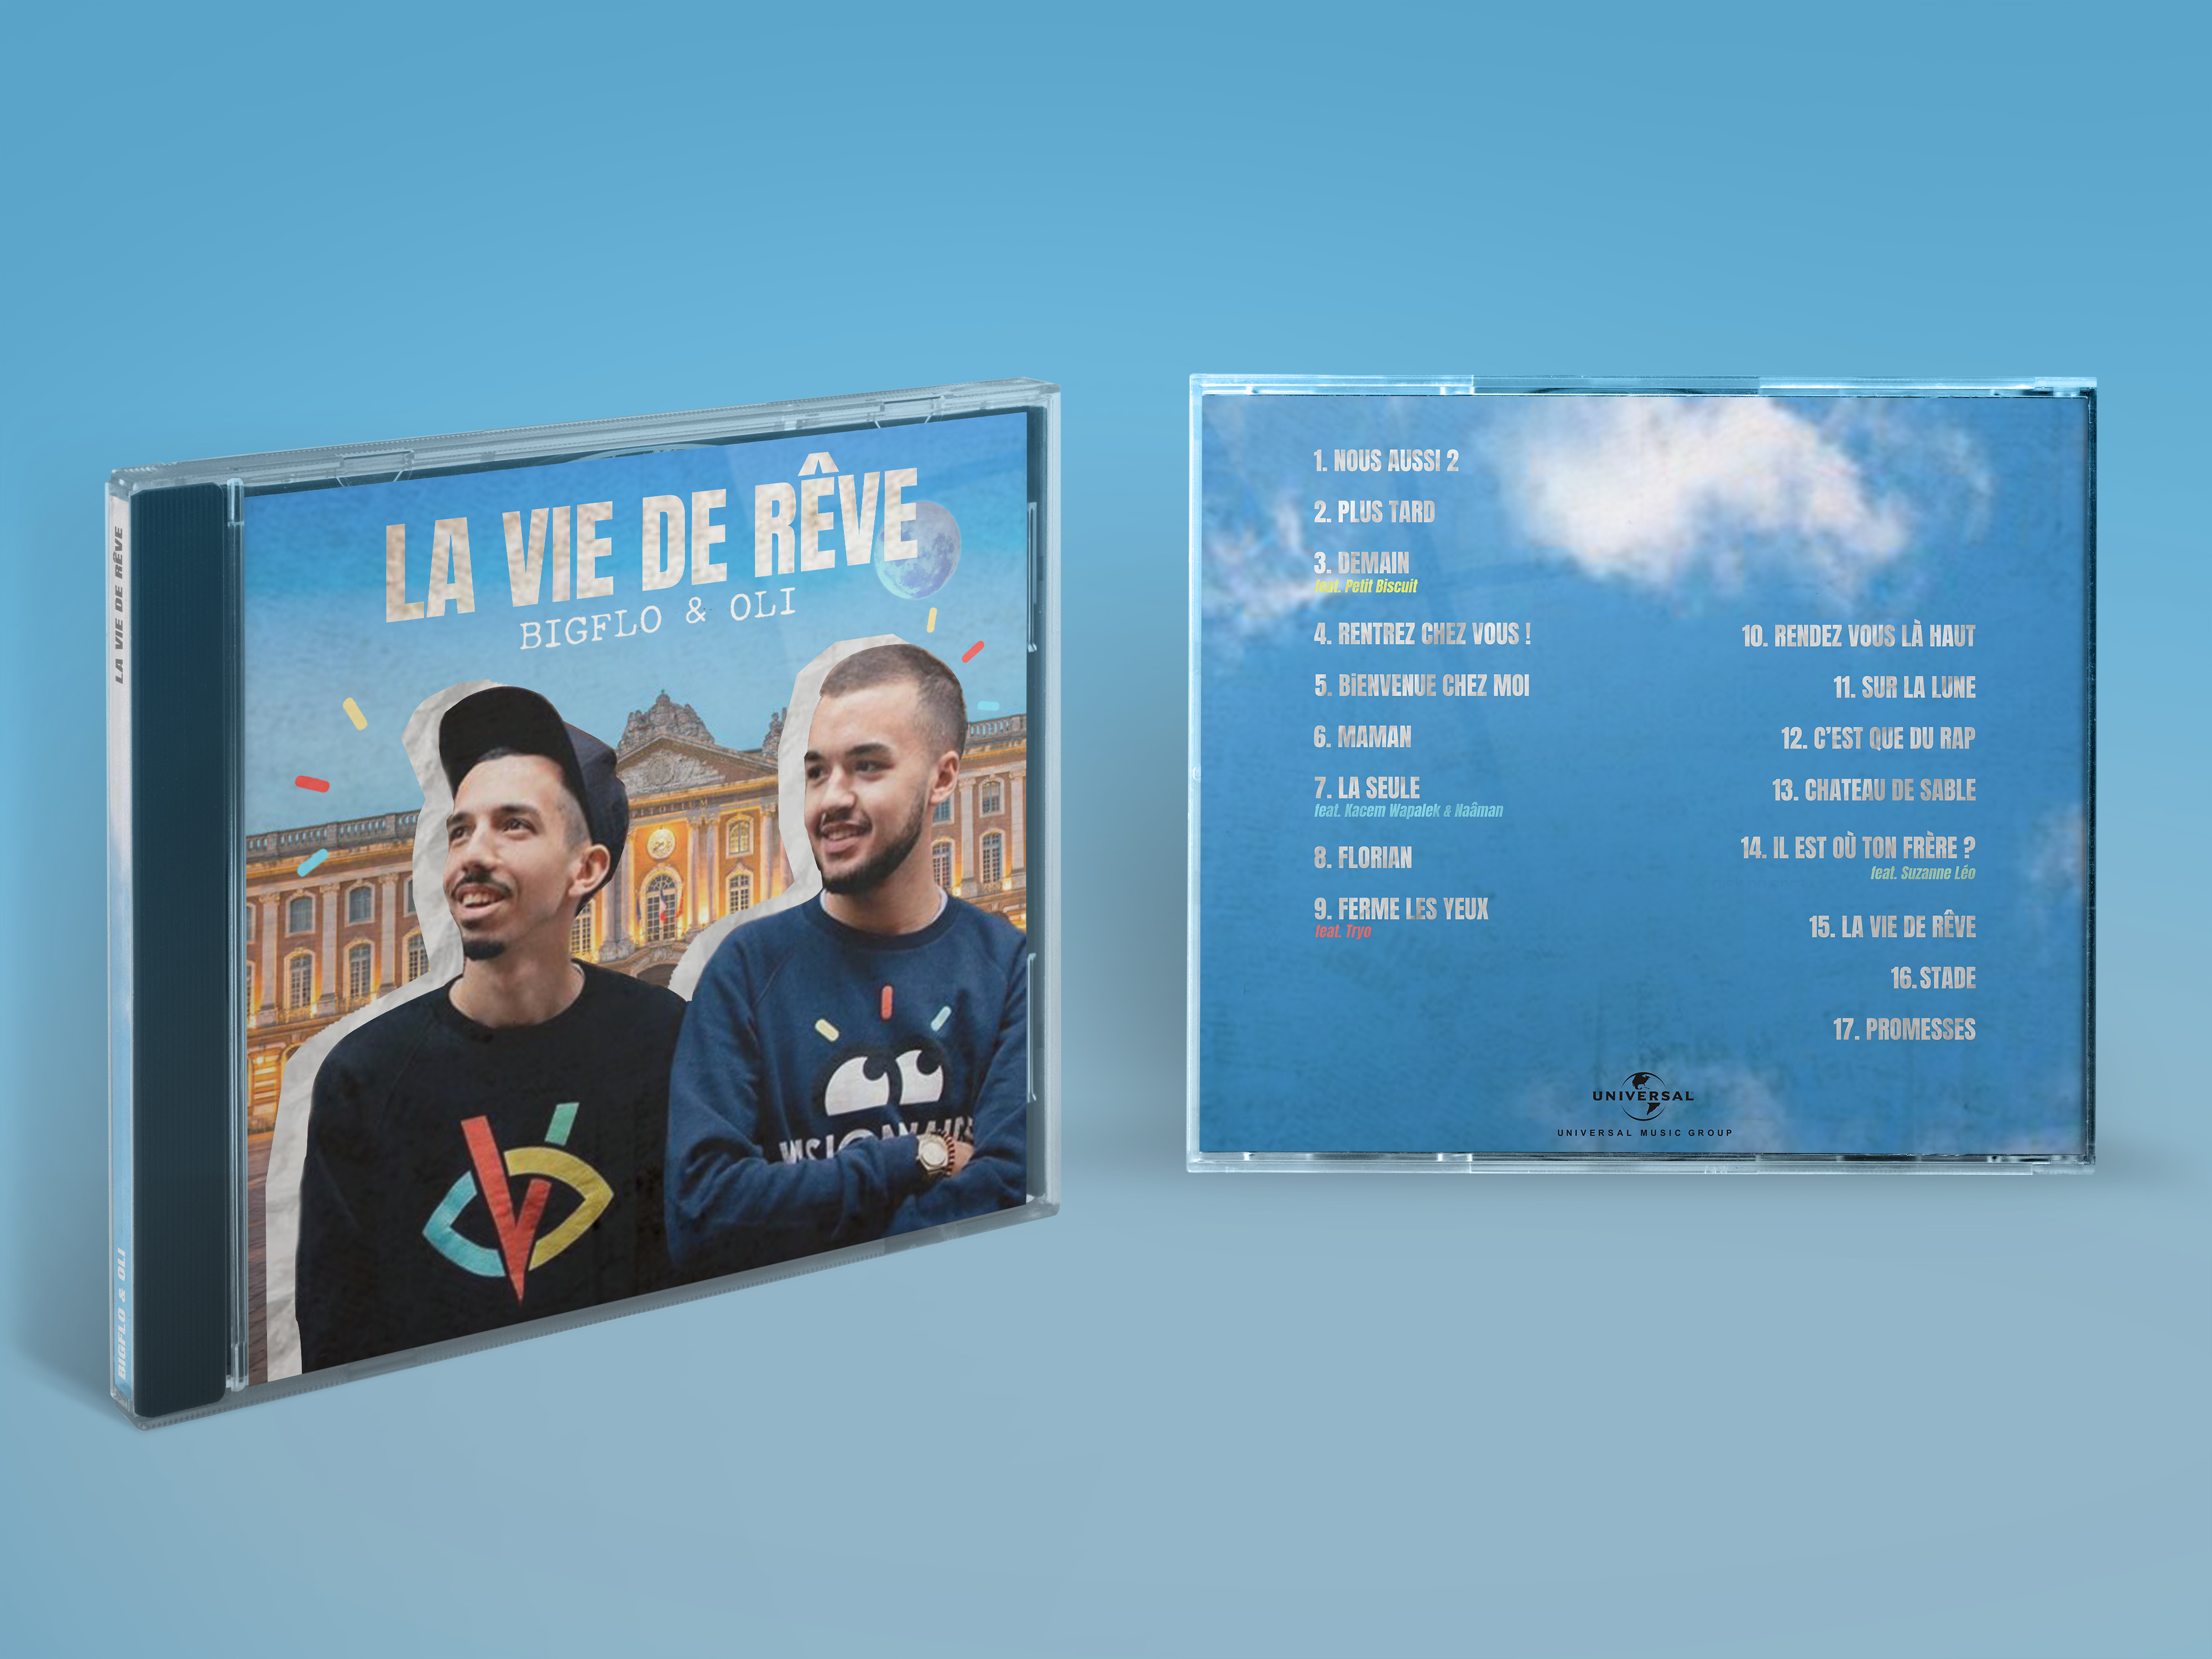 LA VIE DE RÊVE
BIGFLO & OLI
LA VIE DE RÊVE
BIGFLO & OLI
CAPITOLIUM
1. NOUS AUSSI 2
2. PLUS TARD
3. DEMAIN
feat. Petit Biscuit
4. RENTREZ CHEZ VOUS !
5. BiENVENUE CHEZ MOI
6. MAMAN
7. LA SEULE
feat. Kacem Wapalek & Naâman
8. FLORIAN
9. FERME LES YEUX
feat. Tryo
10. RENDEZ VOUS LÀ HAUT
11. SUR LA LUNE
12. C'EST QUE DU RAP
13. CHATEAU DE SABLE
14. IL EST OÙ TON FRÈRE ?
feat. Suzanne Léo
15. LA VIE DE RÊVE
16. STADE
17. PROMESSES
UNIVERSAL
UNIVERSAL MUSIC GROUP